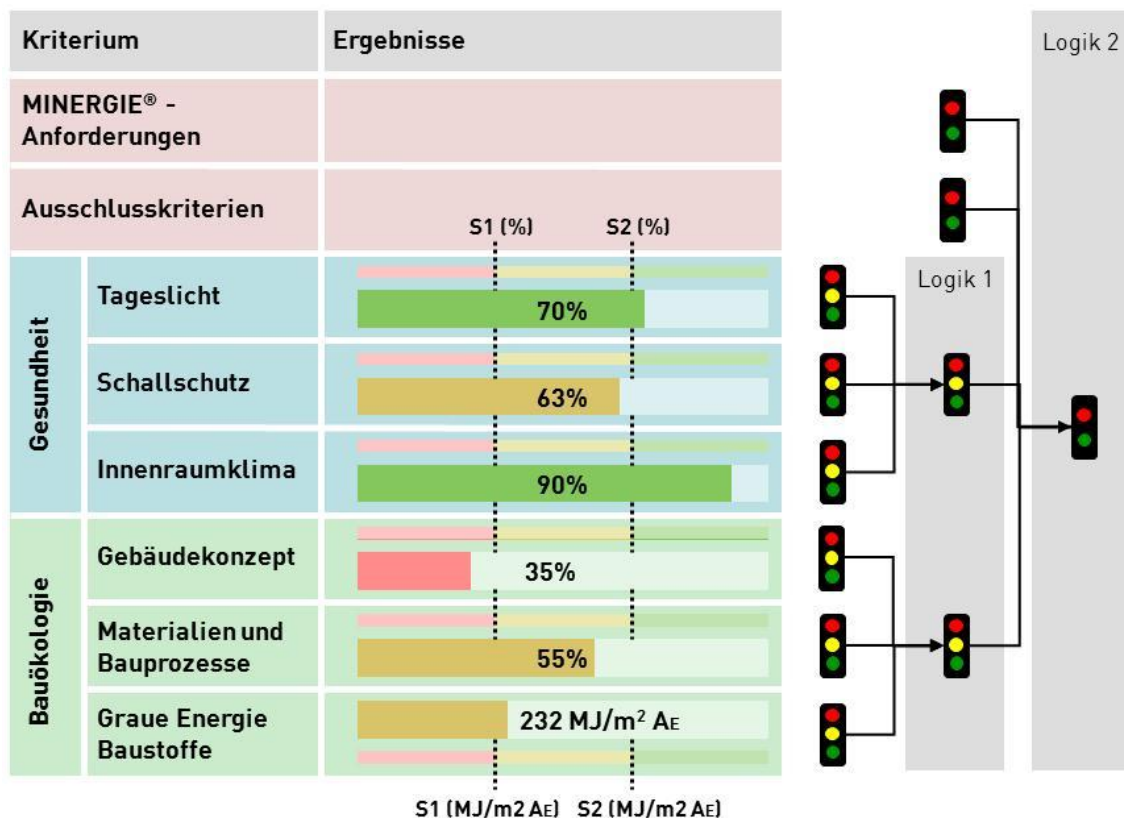 Kriterium
Ergebnisse
Logik 2
MINERGIE® -
Anforderungen
Ausschlusskriterien
S1 (%)
S2 (%)
Gesundheit
Tageslicht
70%
Logik 1
Schallschutz
63%
Innenraumklima
90%
Bauökologie
Gebäudekonzept
35%
Materialien und
Bauprozesse
55%
Graue Energie
Baustoffe
232 MJ/m² AE
S1 (MJ/m2 AE)
S2 (MJ/m2 AE)